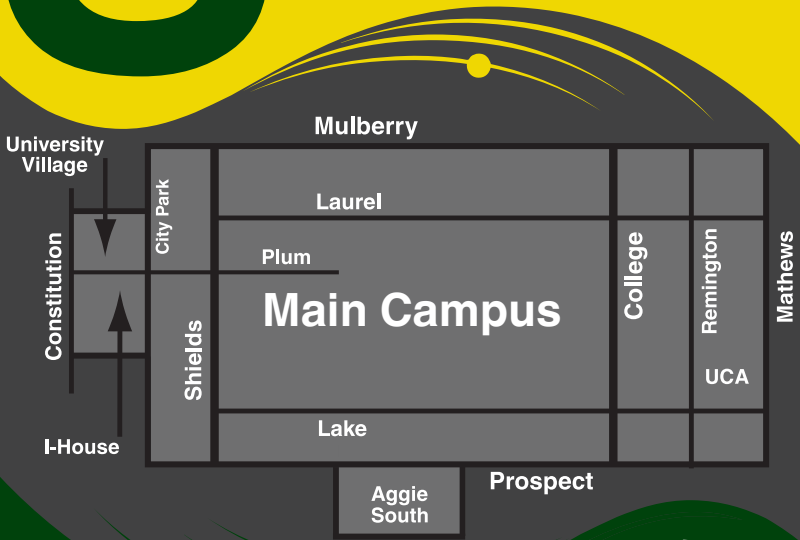 Mulberry
University
Village
City Park
Laurel
Constitution
Plum
College
Remington
Mathews
Main Campus
Shields
UCA
Lake
I-House
Prospect
Aggie
South